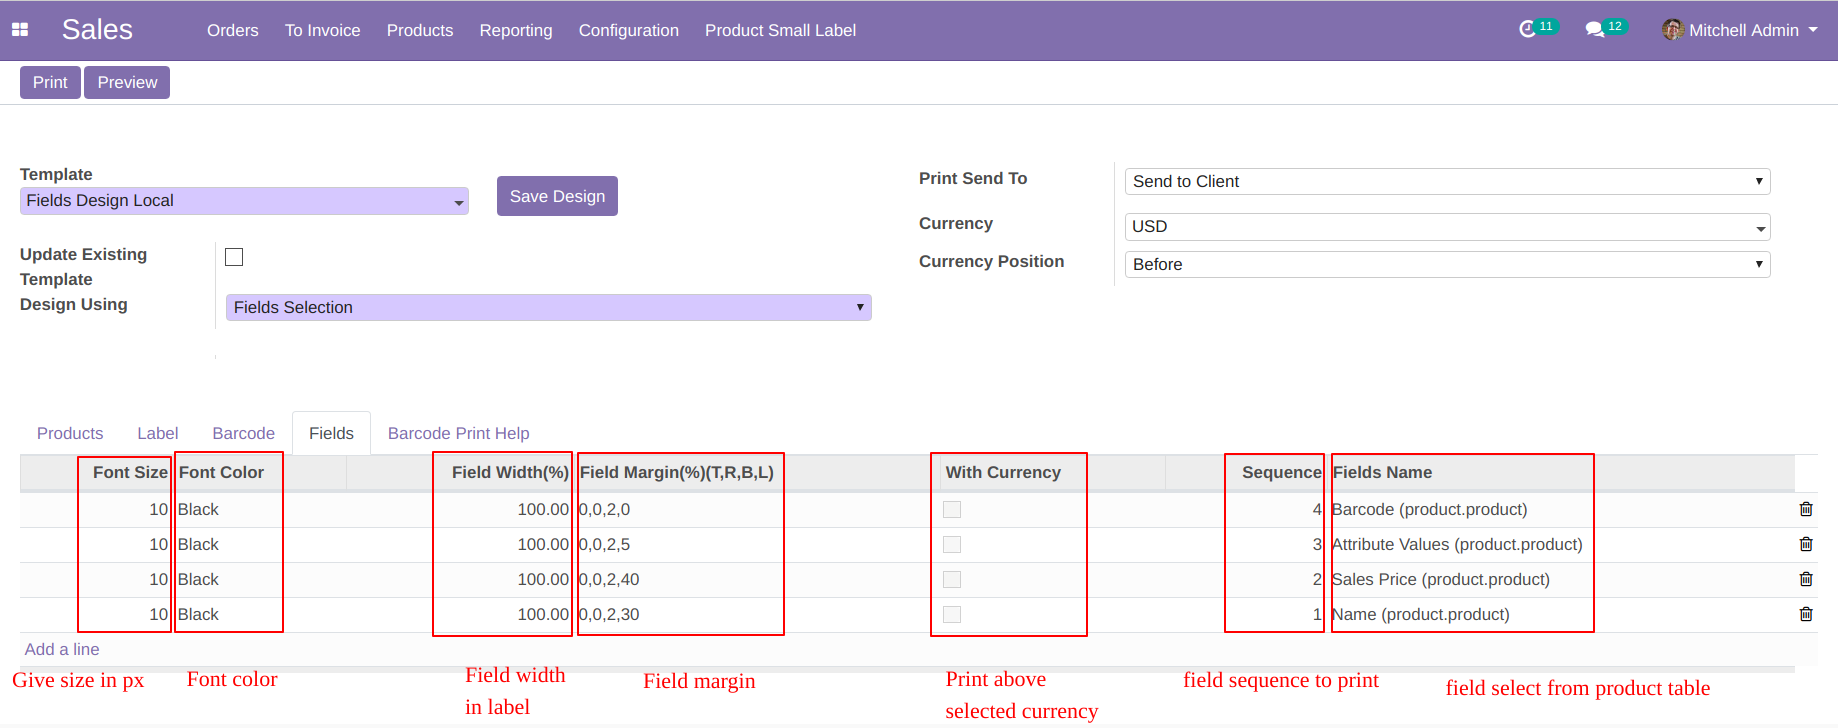 Sales Orders To Invoice Products Reporting Configuration Product Small Label 11 12 Mitchell Admin
Print Preview
Template
Fields Design Local
Save Design
Update Existing
Template
Design Using
Fields Selection
Print Send To
Send to Client
Currency
USD
Currency Position
Before
Products Label Barcode Fields Barcode Print Help
Font Size Font Color Field Width(%) Field Margin(%)(T,R,B,L) With Currency Sequence Fields Name
10 Black 100.00 0,0,2,0 4 Barcode (product.product)
10 Black 100.00 0,0,2,5 3 Attribute Values (product.product)
10 Black 100.00 0,0,2,40 2 Sales Price (product.product)
10 Black 100.00 0,0,2,30 1 Name (product.product)
Add a line
Give size in px
Font color
Field width
in label
Field margin
Print above
selected currency
field sequence to print
field select from product table